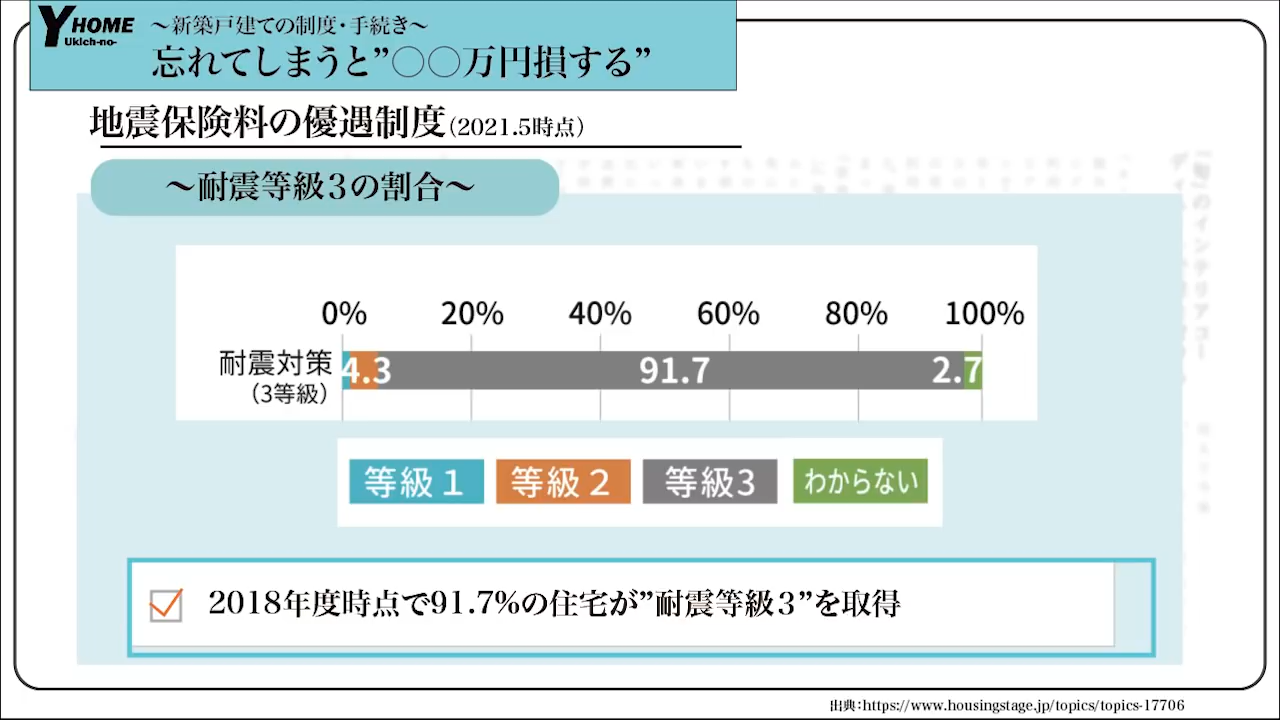 YHOME
Ukich-no-
～新築戸建ての制度・手続き～
忘れてしまうと”○○万円損する”
地震保険料の優遇制度（2021.5時点）
～耐震等級３の割合～
0% 20% 40% 60% 80% 100%
耐震対策
（3等級）
4.3 91.7 2.7
等級１ 等級２ 等級3 わからない
2018年度時点で91.7%の住宅が”耐震等級３”を取得
出典：https://www.housingstage.jp/topics/topics-17706